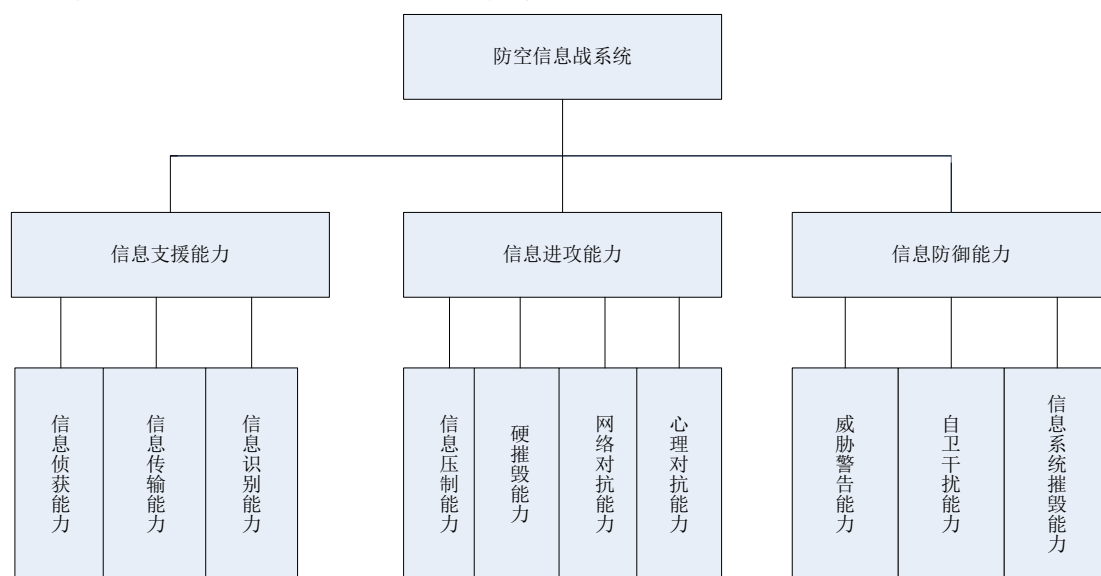 防空信息战系统
信息支援能力
信息进攻能力
信息防御能力
信息侦获能力
信息传输能力
信息识别能力
信息压制能力
硬摧毁能力
网络对抗能力
心理对抗能力
威胁警告能力
自卫干扰能力
信息系统摧毁能力